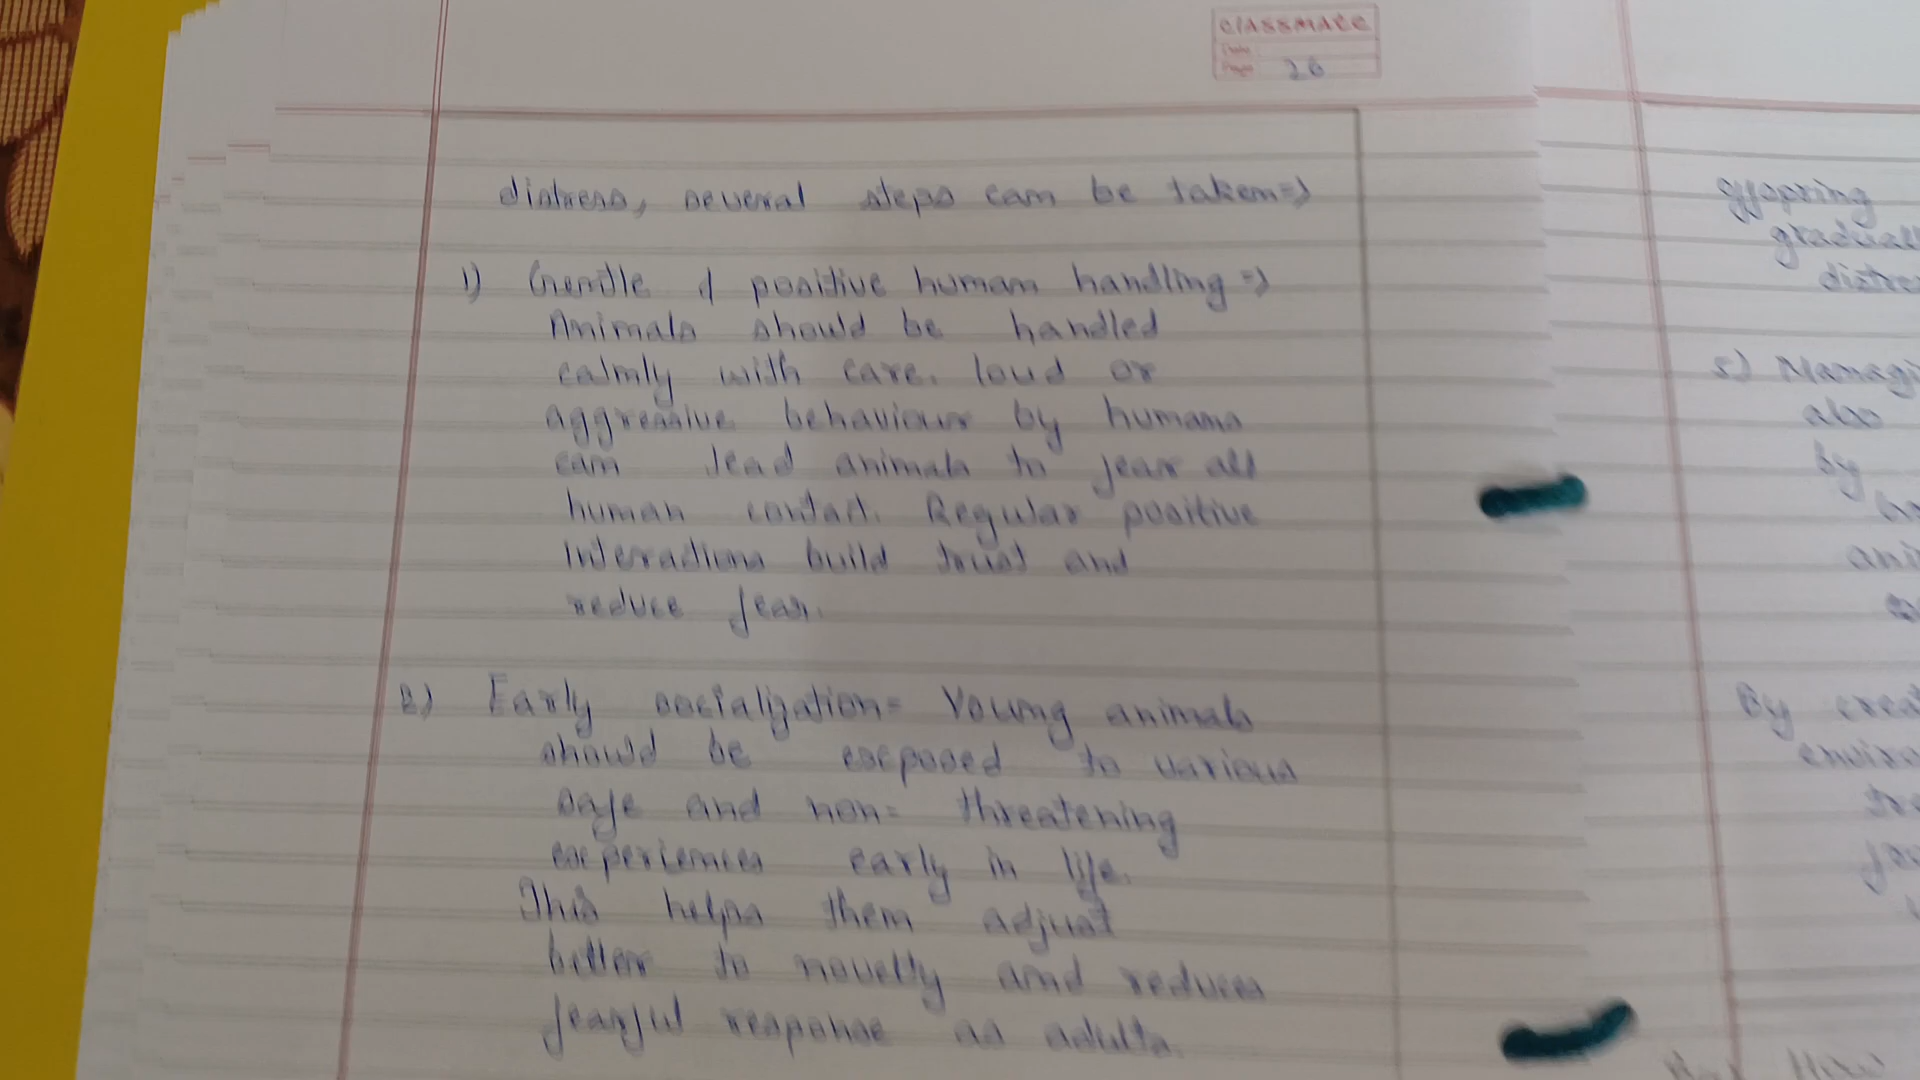 classmate
Date
Page 26
distress, several steps can be taken =>
1) Gentle & positive human handling =>
Animals should be handled
calmly with care. loud or
aggressive behaviour by humans
can lead animals to fear all
human contact. Regular positive
interactions build trust and
reduce fear.
2) Early socialization = Young animals
should be exposed to various
safe and non = threatening
experiences early in life.
This helps them adjust
better to novelty and reduces
fearful response as adults.
offspring
5)
also
by
By